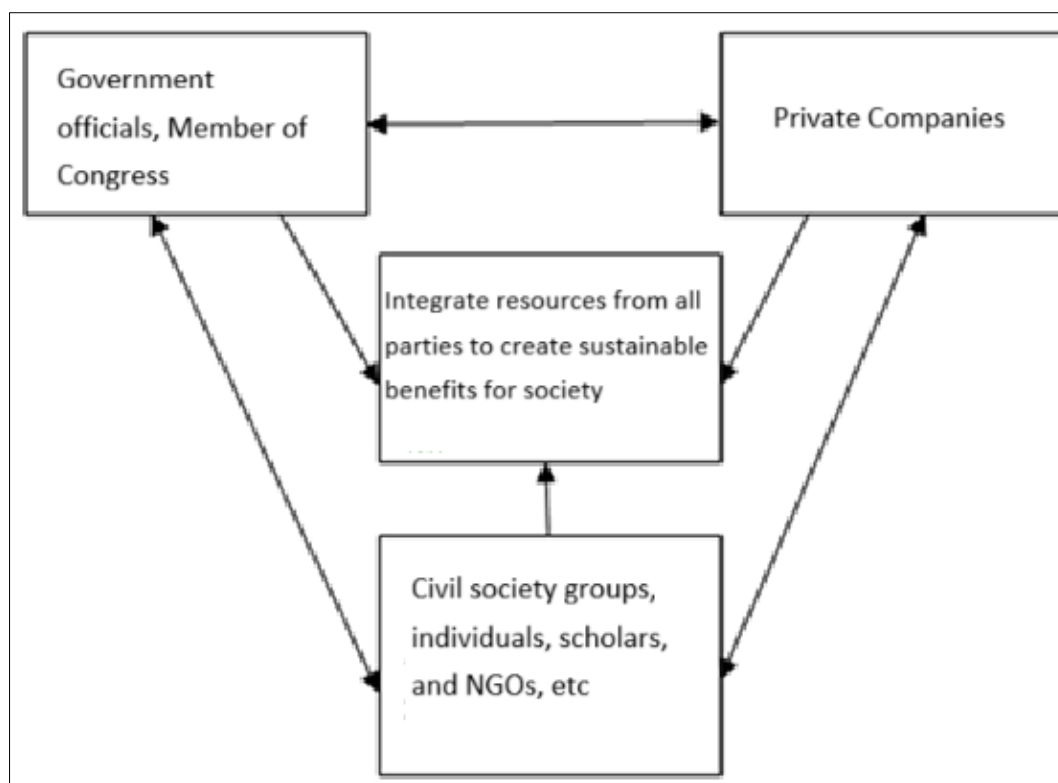 Government
officials, Member of
Congress
Private Companies
Integrate resources from all
parties to create sustainable
benefits for society
Civil society groups,
individuals, scholars,
and NGOs, etc